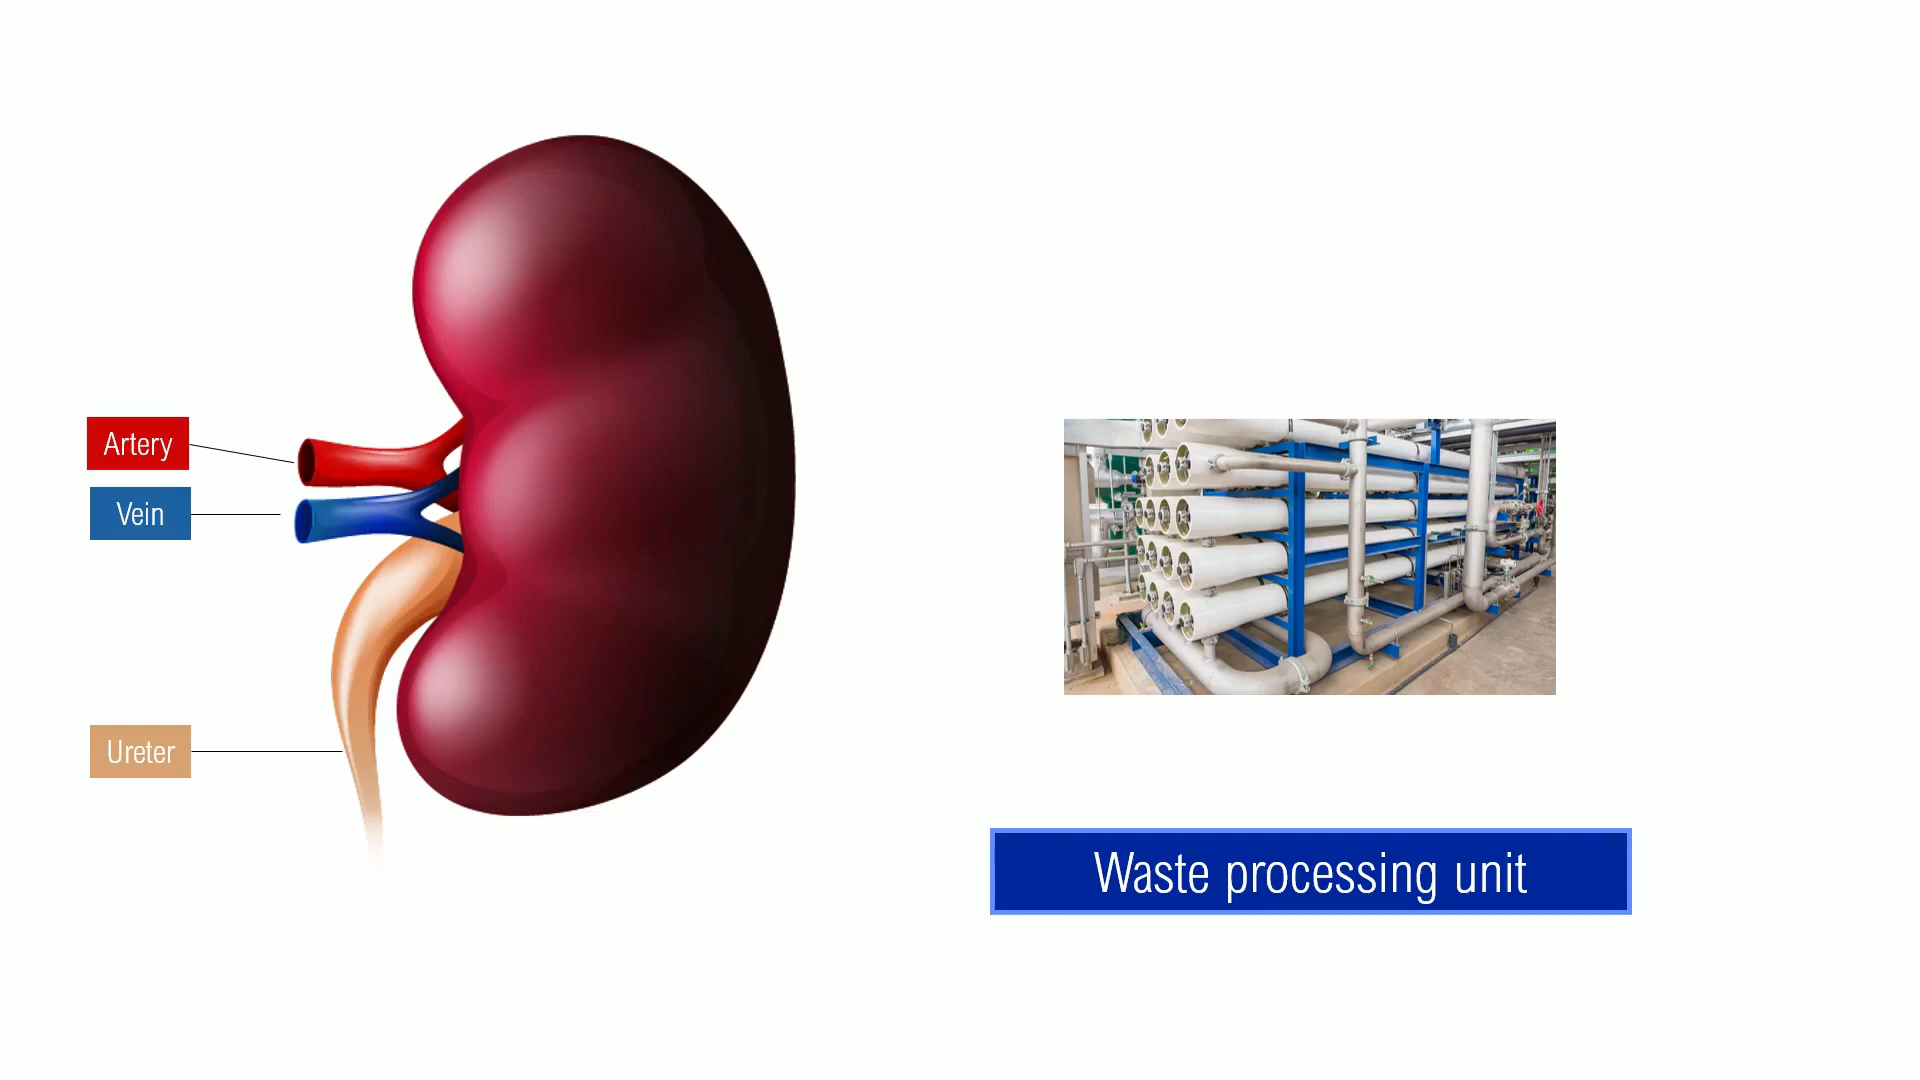 Artery
Vein
Ureter
Waste processing unit